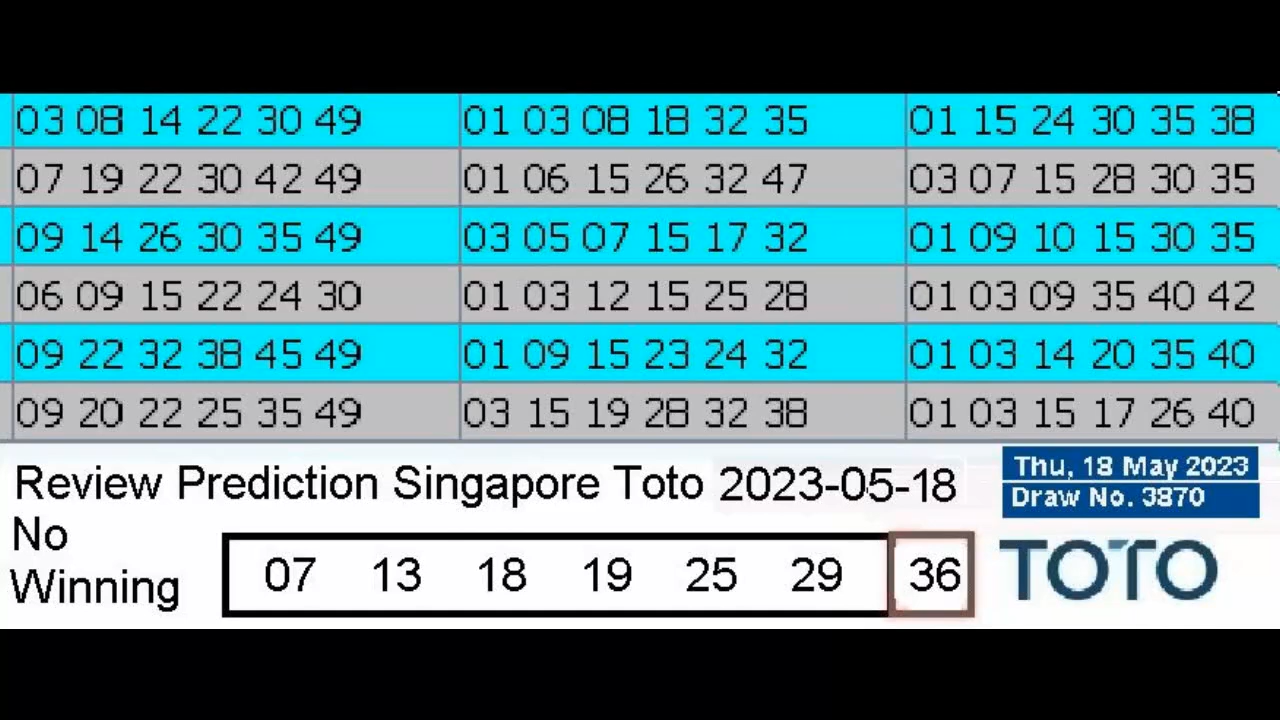 03 08 14 22 30 49 01 03 08 18 32 35 01 15 24 30 35 38
07 19 22 30 42 49 01 06 15 26 32 47 03 07 15 28 30 35
09 14 26 30 35 49 03 05 07 15 17 32 01 09 10 15 30 35
06 09 15 22 24 30 01 03 12 15 25 28 01 03 09 35 40 42
09 22 32 38 45 49 01 09 15 23 24 32 01 03 14 20 35 40
09 20 22 25 35 49 03 15 19 28 32 38 01 03 15 17 26 40
Review Prediction Singapore Toto 2023-05-18
Thu, 18 May 2023
Draw No. 3870
No
Winning
07 13 18 19 25 29 36
TOTO